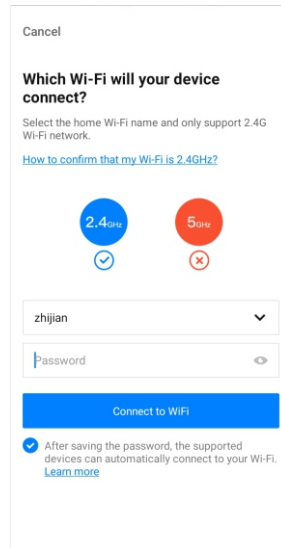 Cancel
Which Wi-Fi will your device
connect?
Select the home Wi-Fi name and only support 2.4G
Wi-Fi network.
How to confirm that my Wi-Fi is 2.4GHz?
2.4GHz
5GHz
zhijian
Password
Connect to WiFi
After saving the password, the supported
devices can automatically connect to your Wi-Fi.
Learn more